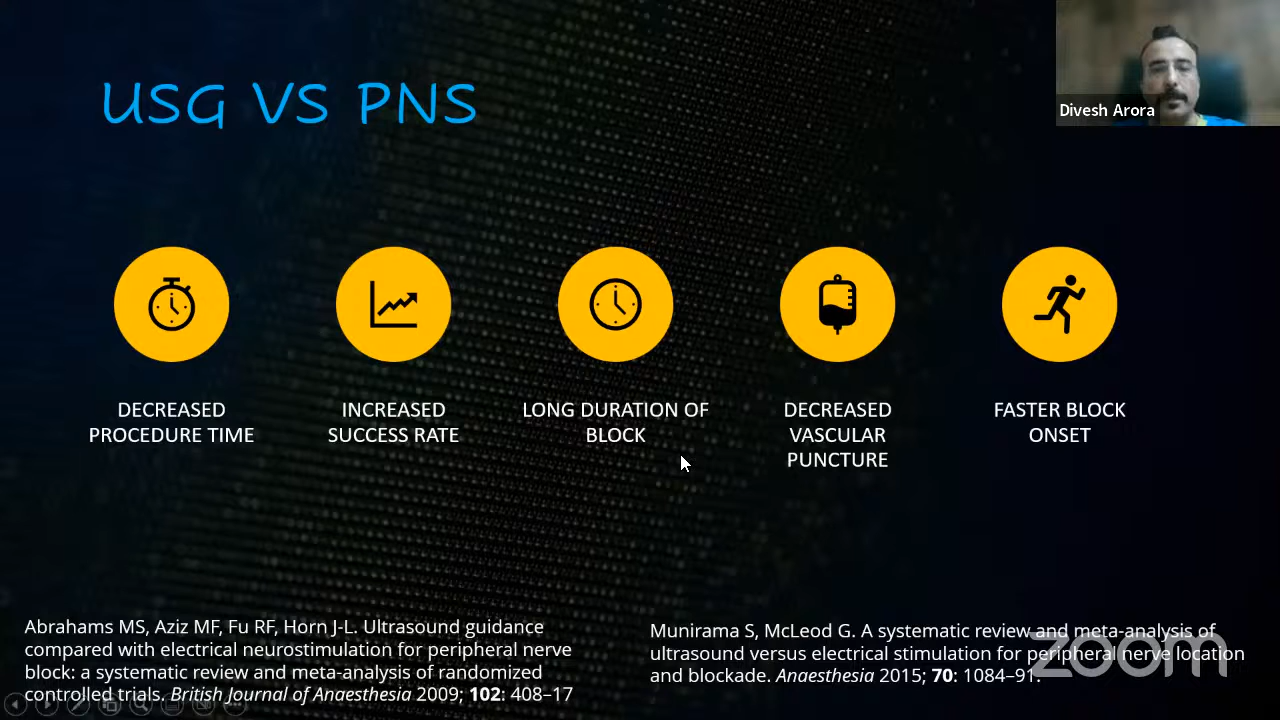 USG VS PNS
Divesh Arora
DECREASED
PROCEDURE TIME
INCREASED
SUCCESS RATE
LONG DURATION OF
BLOCK
DECREASED
VASCULAR
PUNCTURE
FASTER BLOCK
ONSET
Abrahams MS, Aziz MF, Fu RF, Horn J-L. Ultrasound guidance
compared with electrical neurostimulation for peripheral nerve
block: a systematic review and meta-analysis of randomized
controlled trials. British Journal of Anaesthesia 2009; 102: 408–17
Munirama S, McLeod G. A systematic review and meta-analysis of
ultrasound versus electrical stimulation for peripheral nerve location
and blockade. Anaesthesia 2015; 70: 1084–91.
zoom